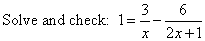 Solve and check: 1 = 3/x − 6/(2x+1)